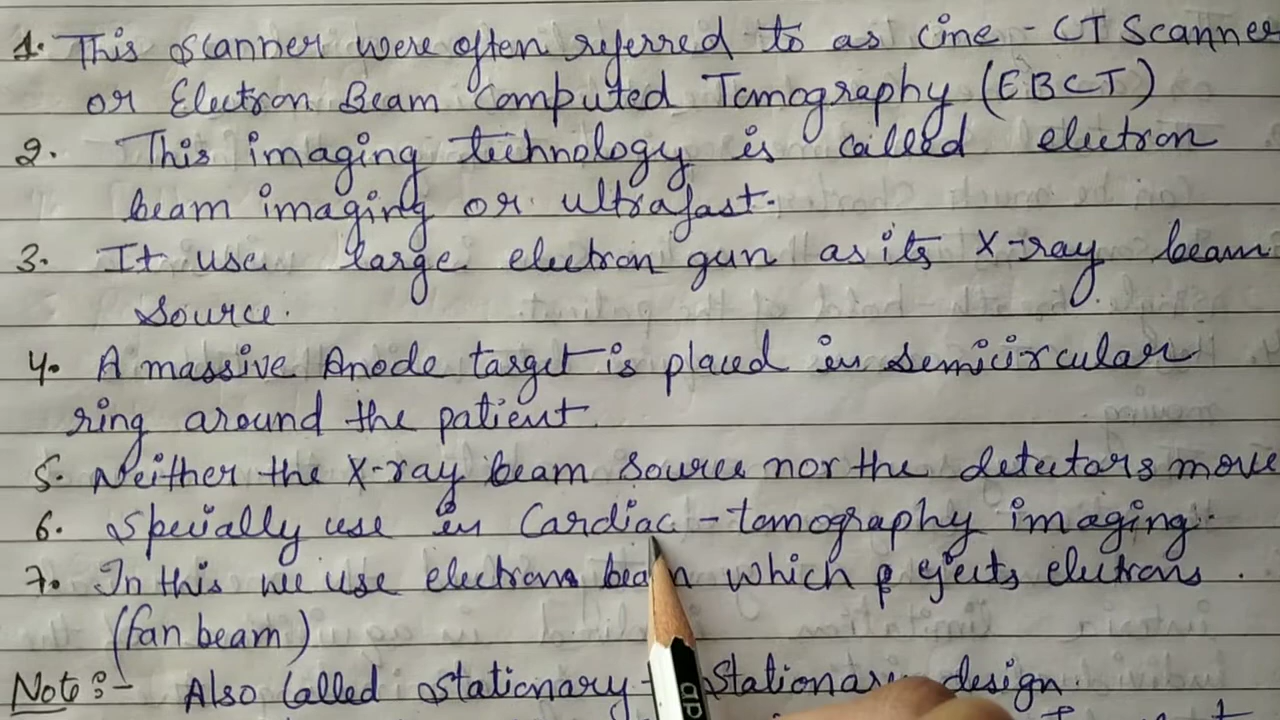 1. This scanner were often referred to as Cine - CT Scanner
or Electron Beam Computed Tomography (EBCT)
2. This imaging technology is called electron
beam imaging or ultrafast.
3. It use large electron gun as its X-ray beam
source.
4. A massive Anode target is placed in semicircular
ring around the patient
5. Neither the X-ray beam source nor the detectors move
6. Specially use in Cardiac - tomography imaging.
7. In this we use electrons beam which ejects electrons.
(fan beam)
Note :- Also Called stationary - stationary design.